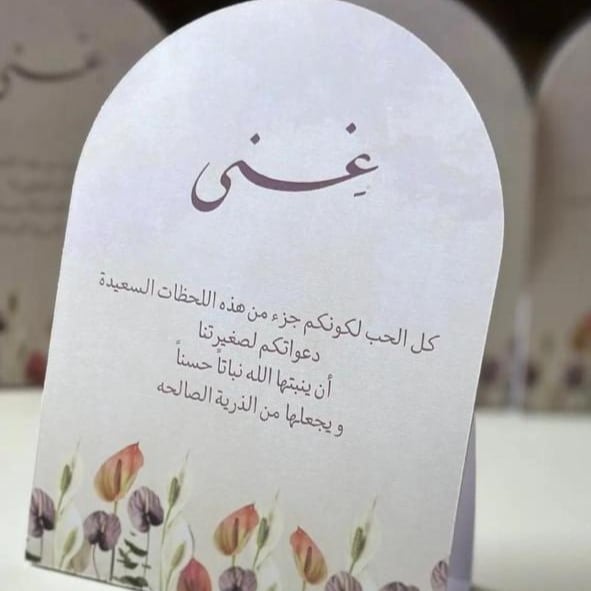 غِنى
كل الحب لكونكم جزء من هذه اللحظات السعيدة
دعواتكم لصغيرتنا
أن ينبتها الله نباتاً حسناً
ويجعلها من الذرية الصالحه